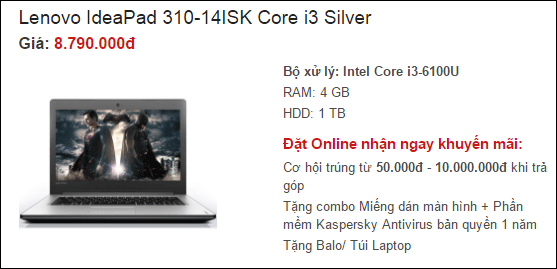 Lenovo IdeaPad 310-14ISK Core i3 Silver
Giá: 8.790.000đ
Bộ xử lý: Intel Core i3-6100U
RAM: 4 GB
HDD: 1 TB
Đặt Online nhận ngay khuyến mãi:
Cơ hội trúng từ 50.000đ - 10.000.000đ khi trả
góp
Tặng combo Miếng dán màn hình + Phần
mềm Kaspersky Antivirus bản quyền 1 năm
Tặng Balo/ Túi Laptop